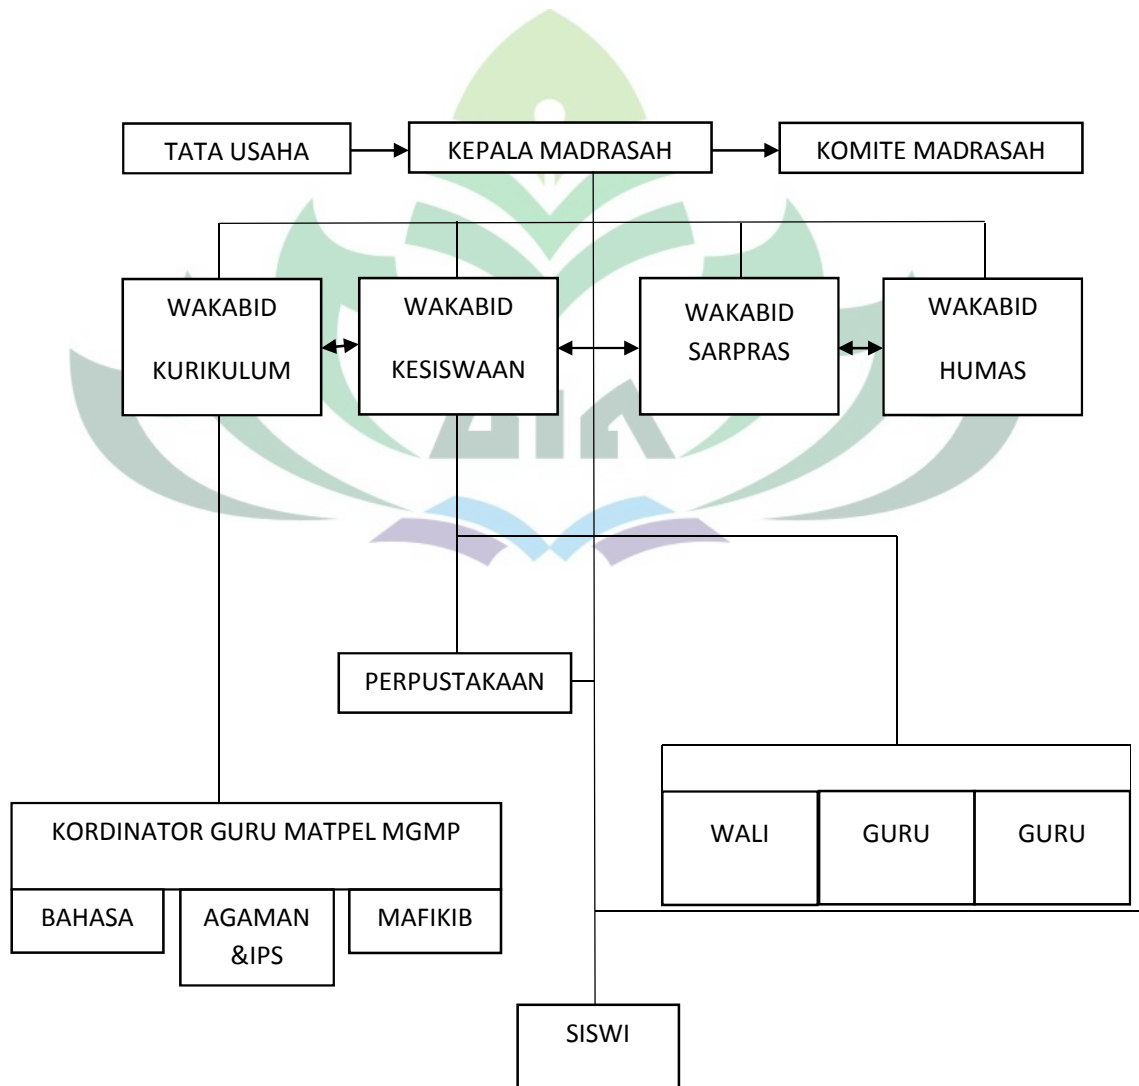 TATA USAHA
KEPALA MADRASAH
KOMITE MADRASAH
WAKABID
KURIKULUM
WAKABID
KESISWAAN
WAKABID
SARPRAS
WAKABID
HUMAS
PERPUSTAKAAN
KORDINATOR GURU MATPEL MGMP
BAHASA
AGAMAN
&IPS
MAFIKIB
WALI
GURU
GURU
SISWI